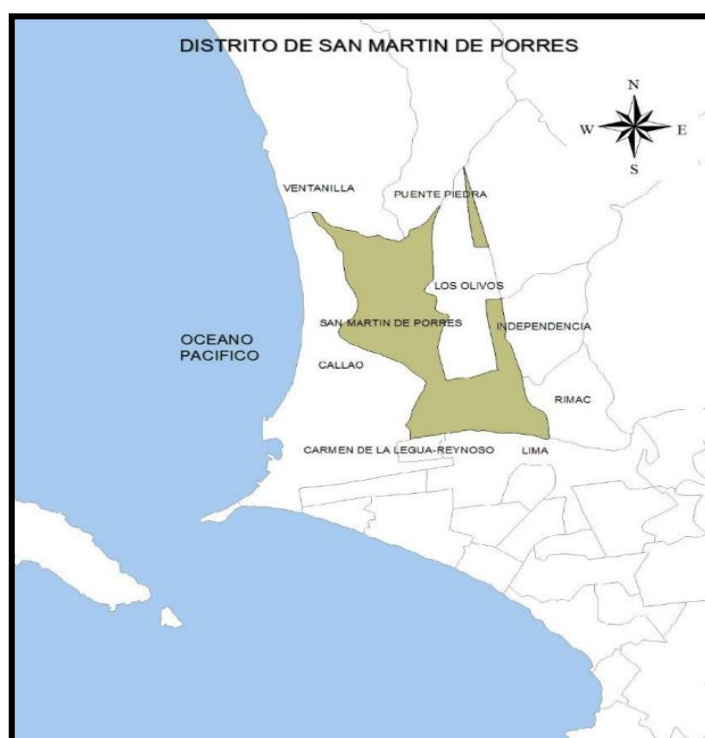 DISTRITO DE SAN MARTIN DE PORRES
N
W
E
S
VENTANILLA
PUENTE PIEDRA
LOS OLIVOS
SAN MARTIN DE PORRES
INDEPENDENCIA
OCEANO
PACIFICO
CALLAO
RIMAC
CARMEN DE LA LEGUA-REYNOSO
LIMA